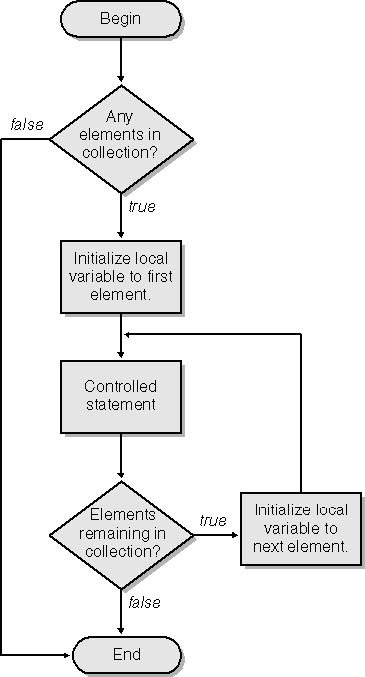 Begin
Any
elements in
collection?
false
true
Initialize local
variable to first
element.
Controlled
statement
Elements
remaining in
collection?
true
Initialize local
variable to
next element.
false
End